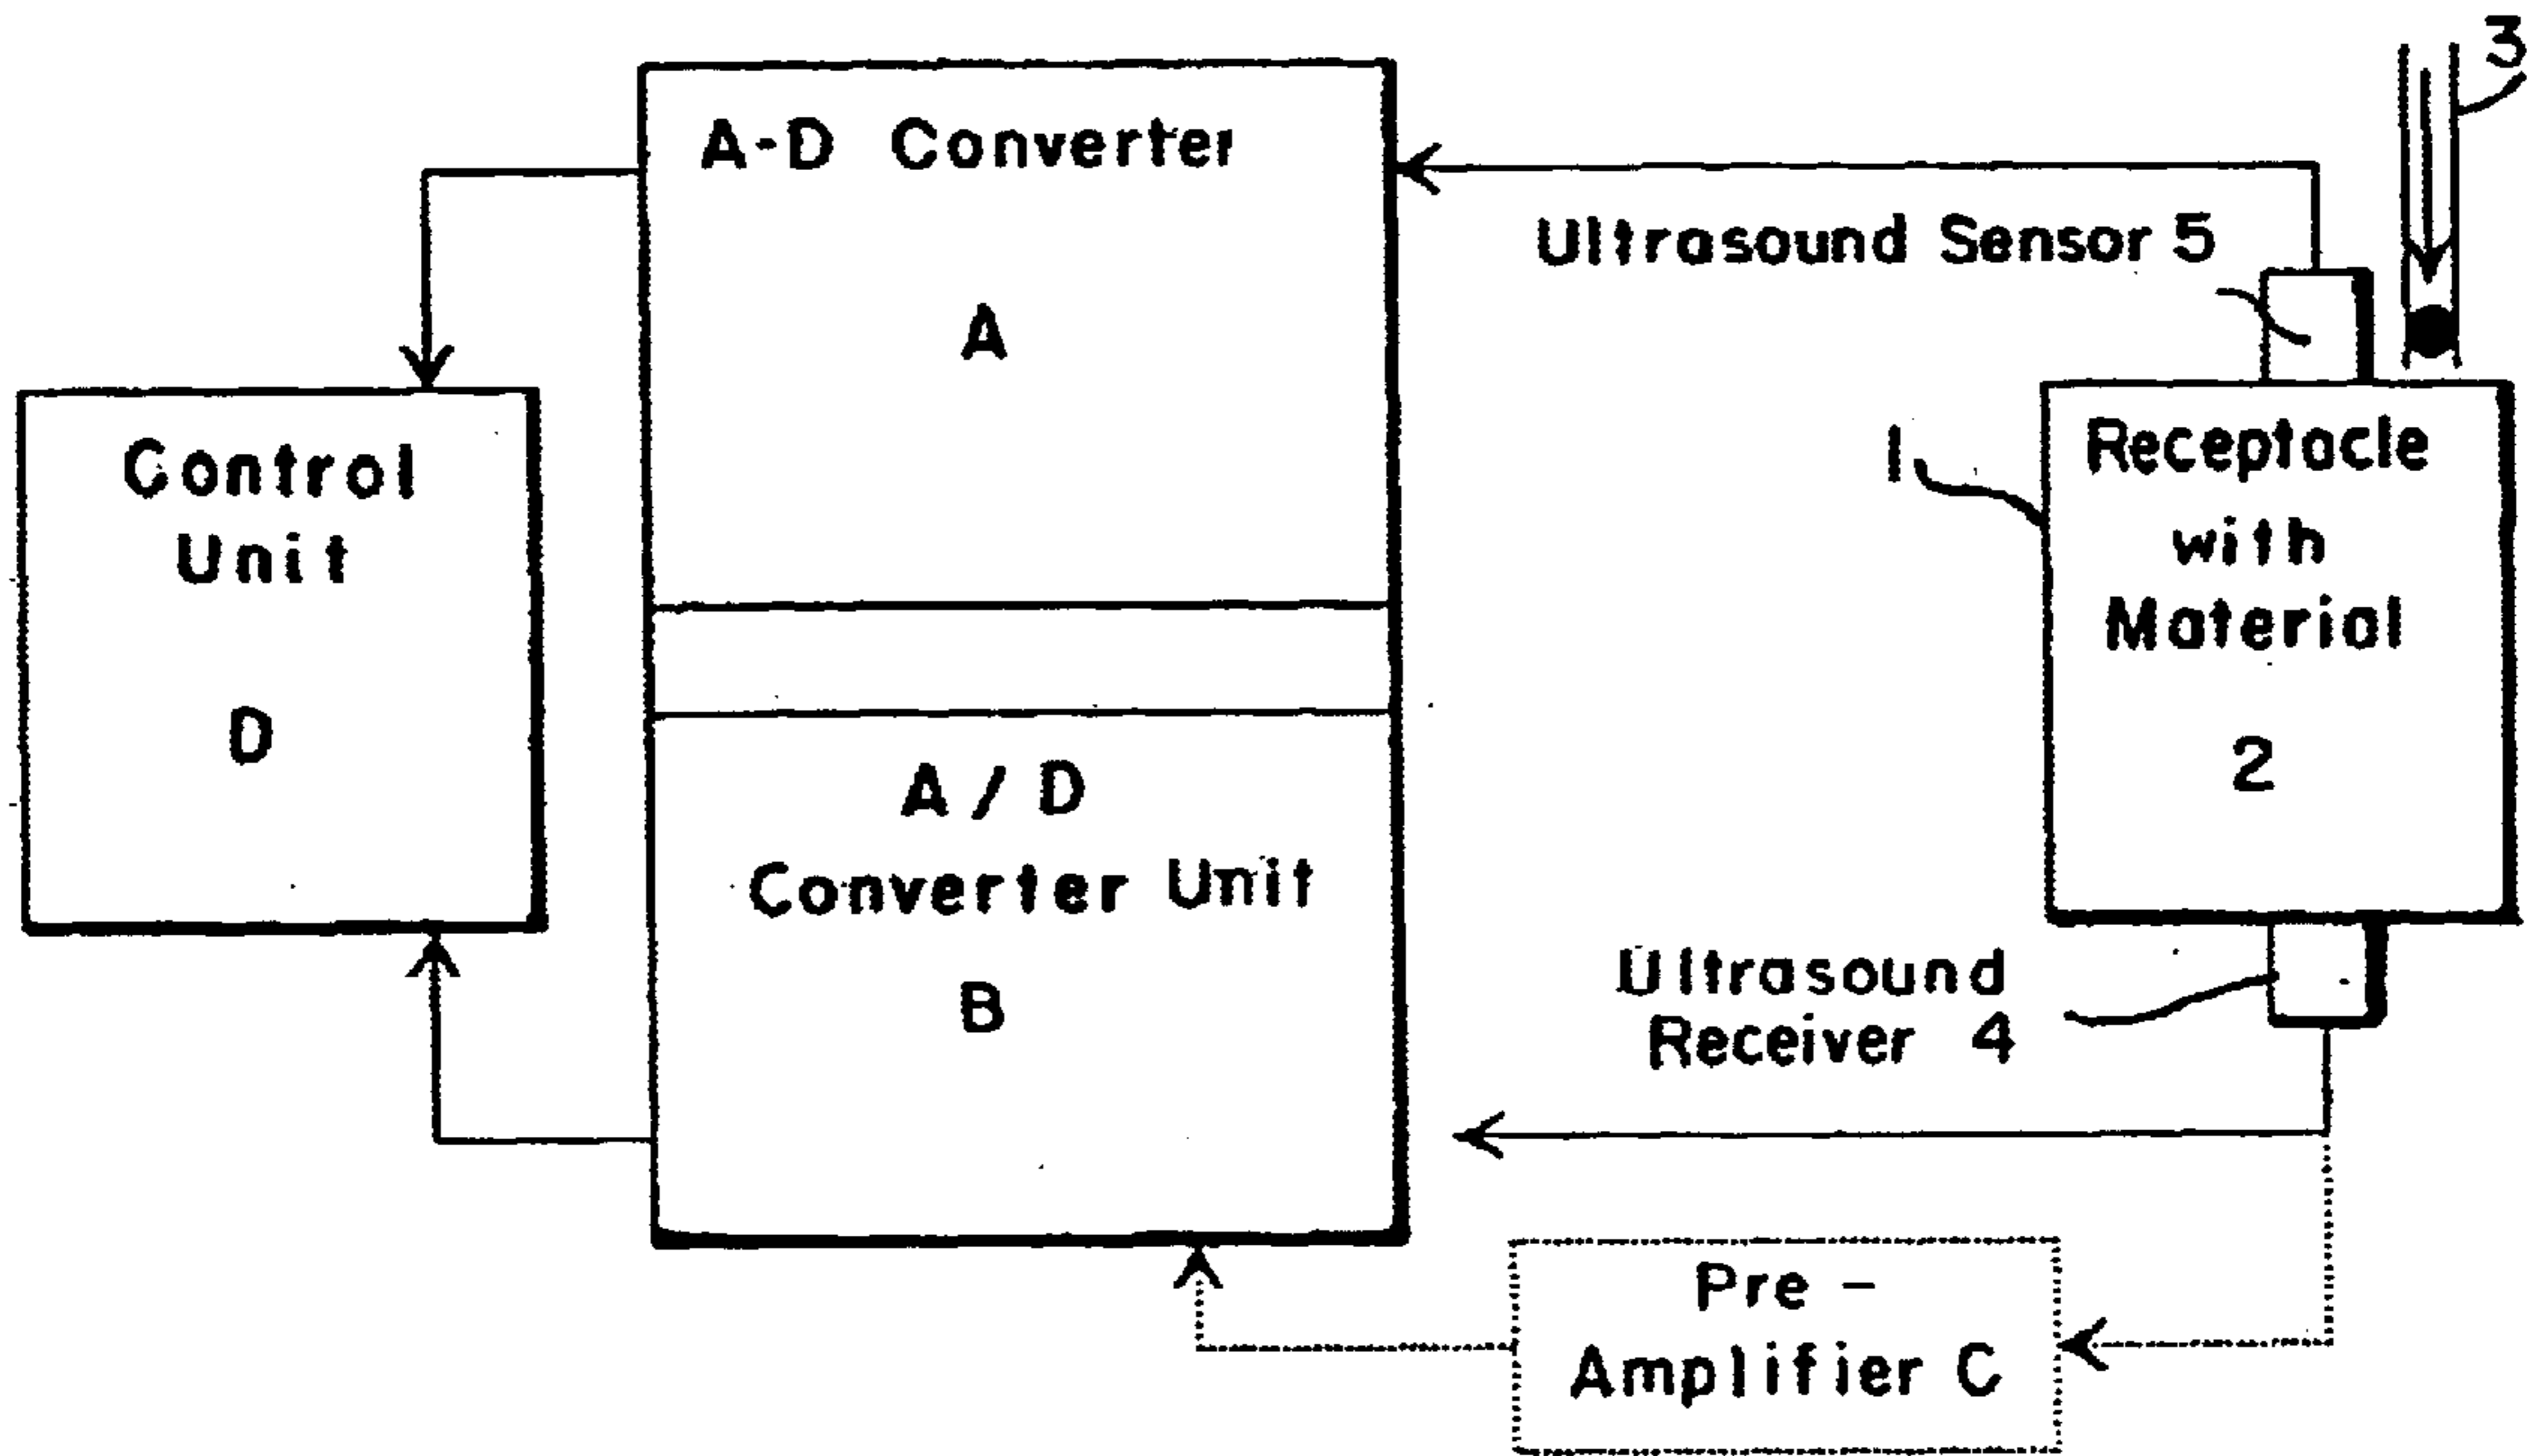 3
A-D Converter
A
Ultrasound Sensor 5
Control
Unit
D
1
Receptacle
with
Material
2
A / D
Converter Unit
B
Ultrasound
Receiver 4
Pre -
Amplifier C